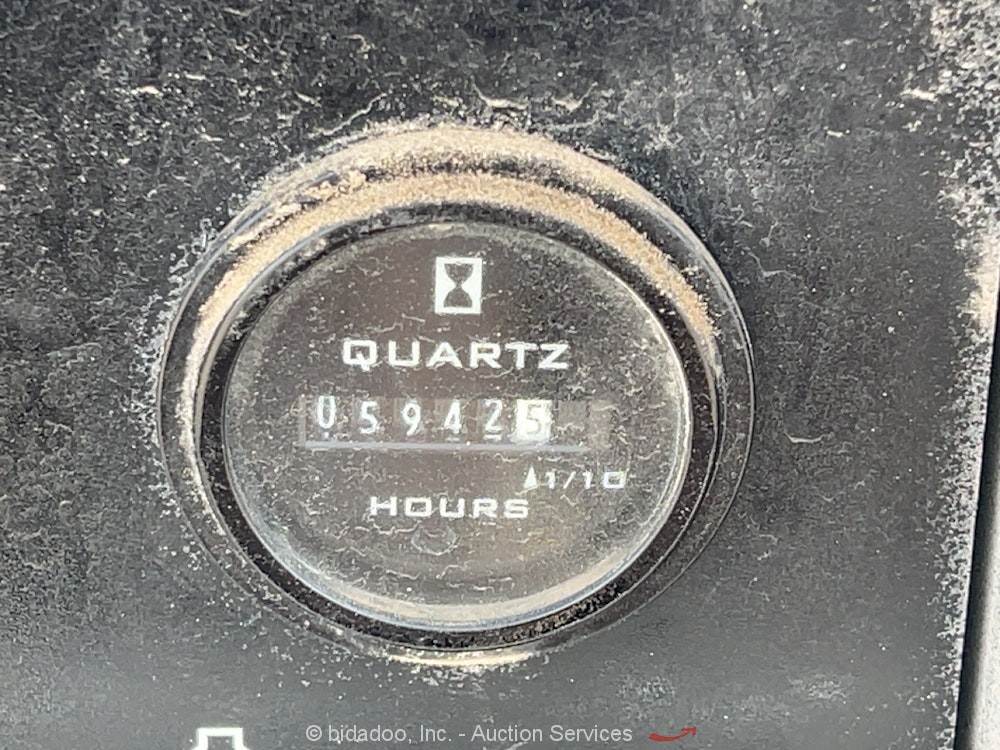 QUARTZ
059425
1/10
HOURS
© bidadoo, Inc. - Auction Services